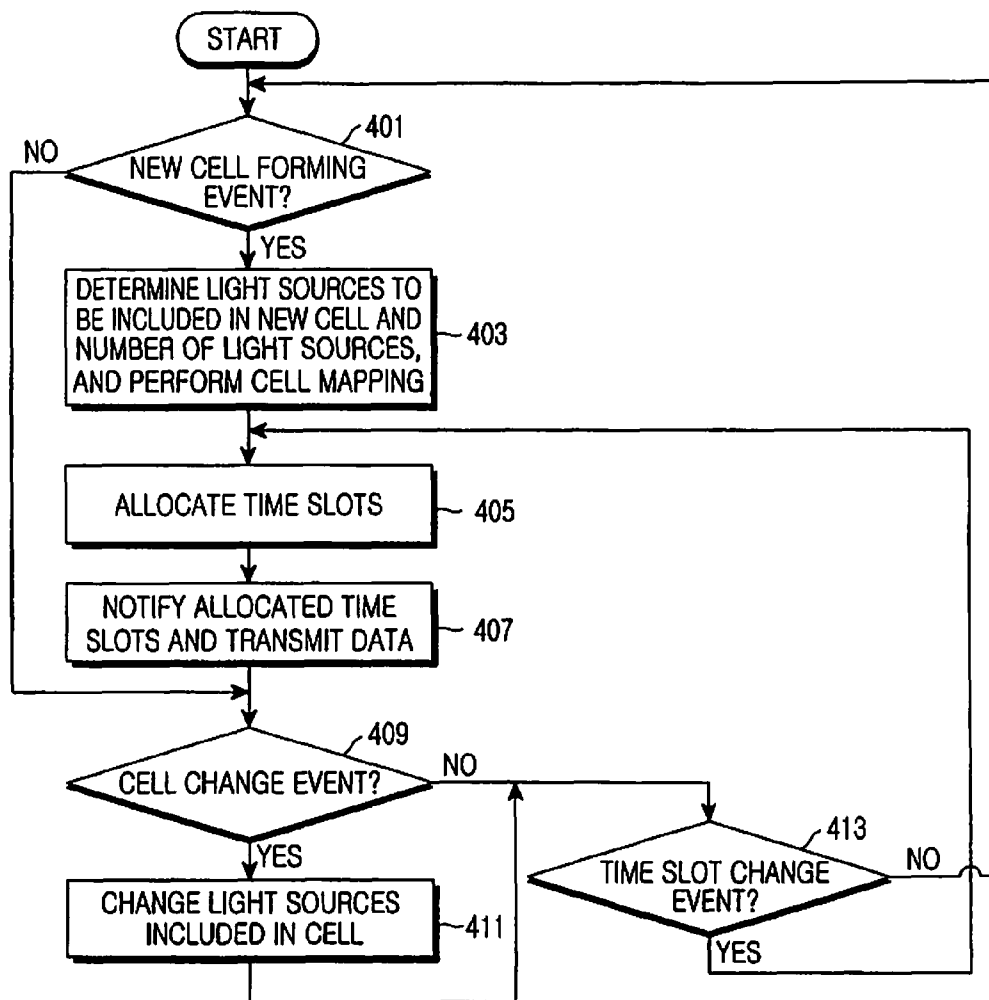 START
401
NO
NEW CELL FORMING
EVENT?
YES
DETERMINE LIGHT SOURCES TO
BE INCLUDED IN NEW CELL AND
NUMBER OF LIGHT SOURCES,
AND PERFORM CELL MAPPING
403
ALLOCATE TIME SLOTS
405
NOTIFY ALLOCATED TIME
SLOTS AND TRANSMIT DATA
407
409
CELL CHANGE EVENT?
NO
YES
413
TIME SLOT CHANGE
EVENT?
NO
YES
CHANGE LIGHT SOURCES
INCLUDED IN CELL
411